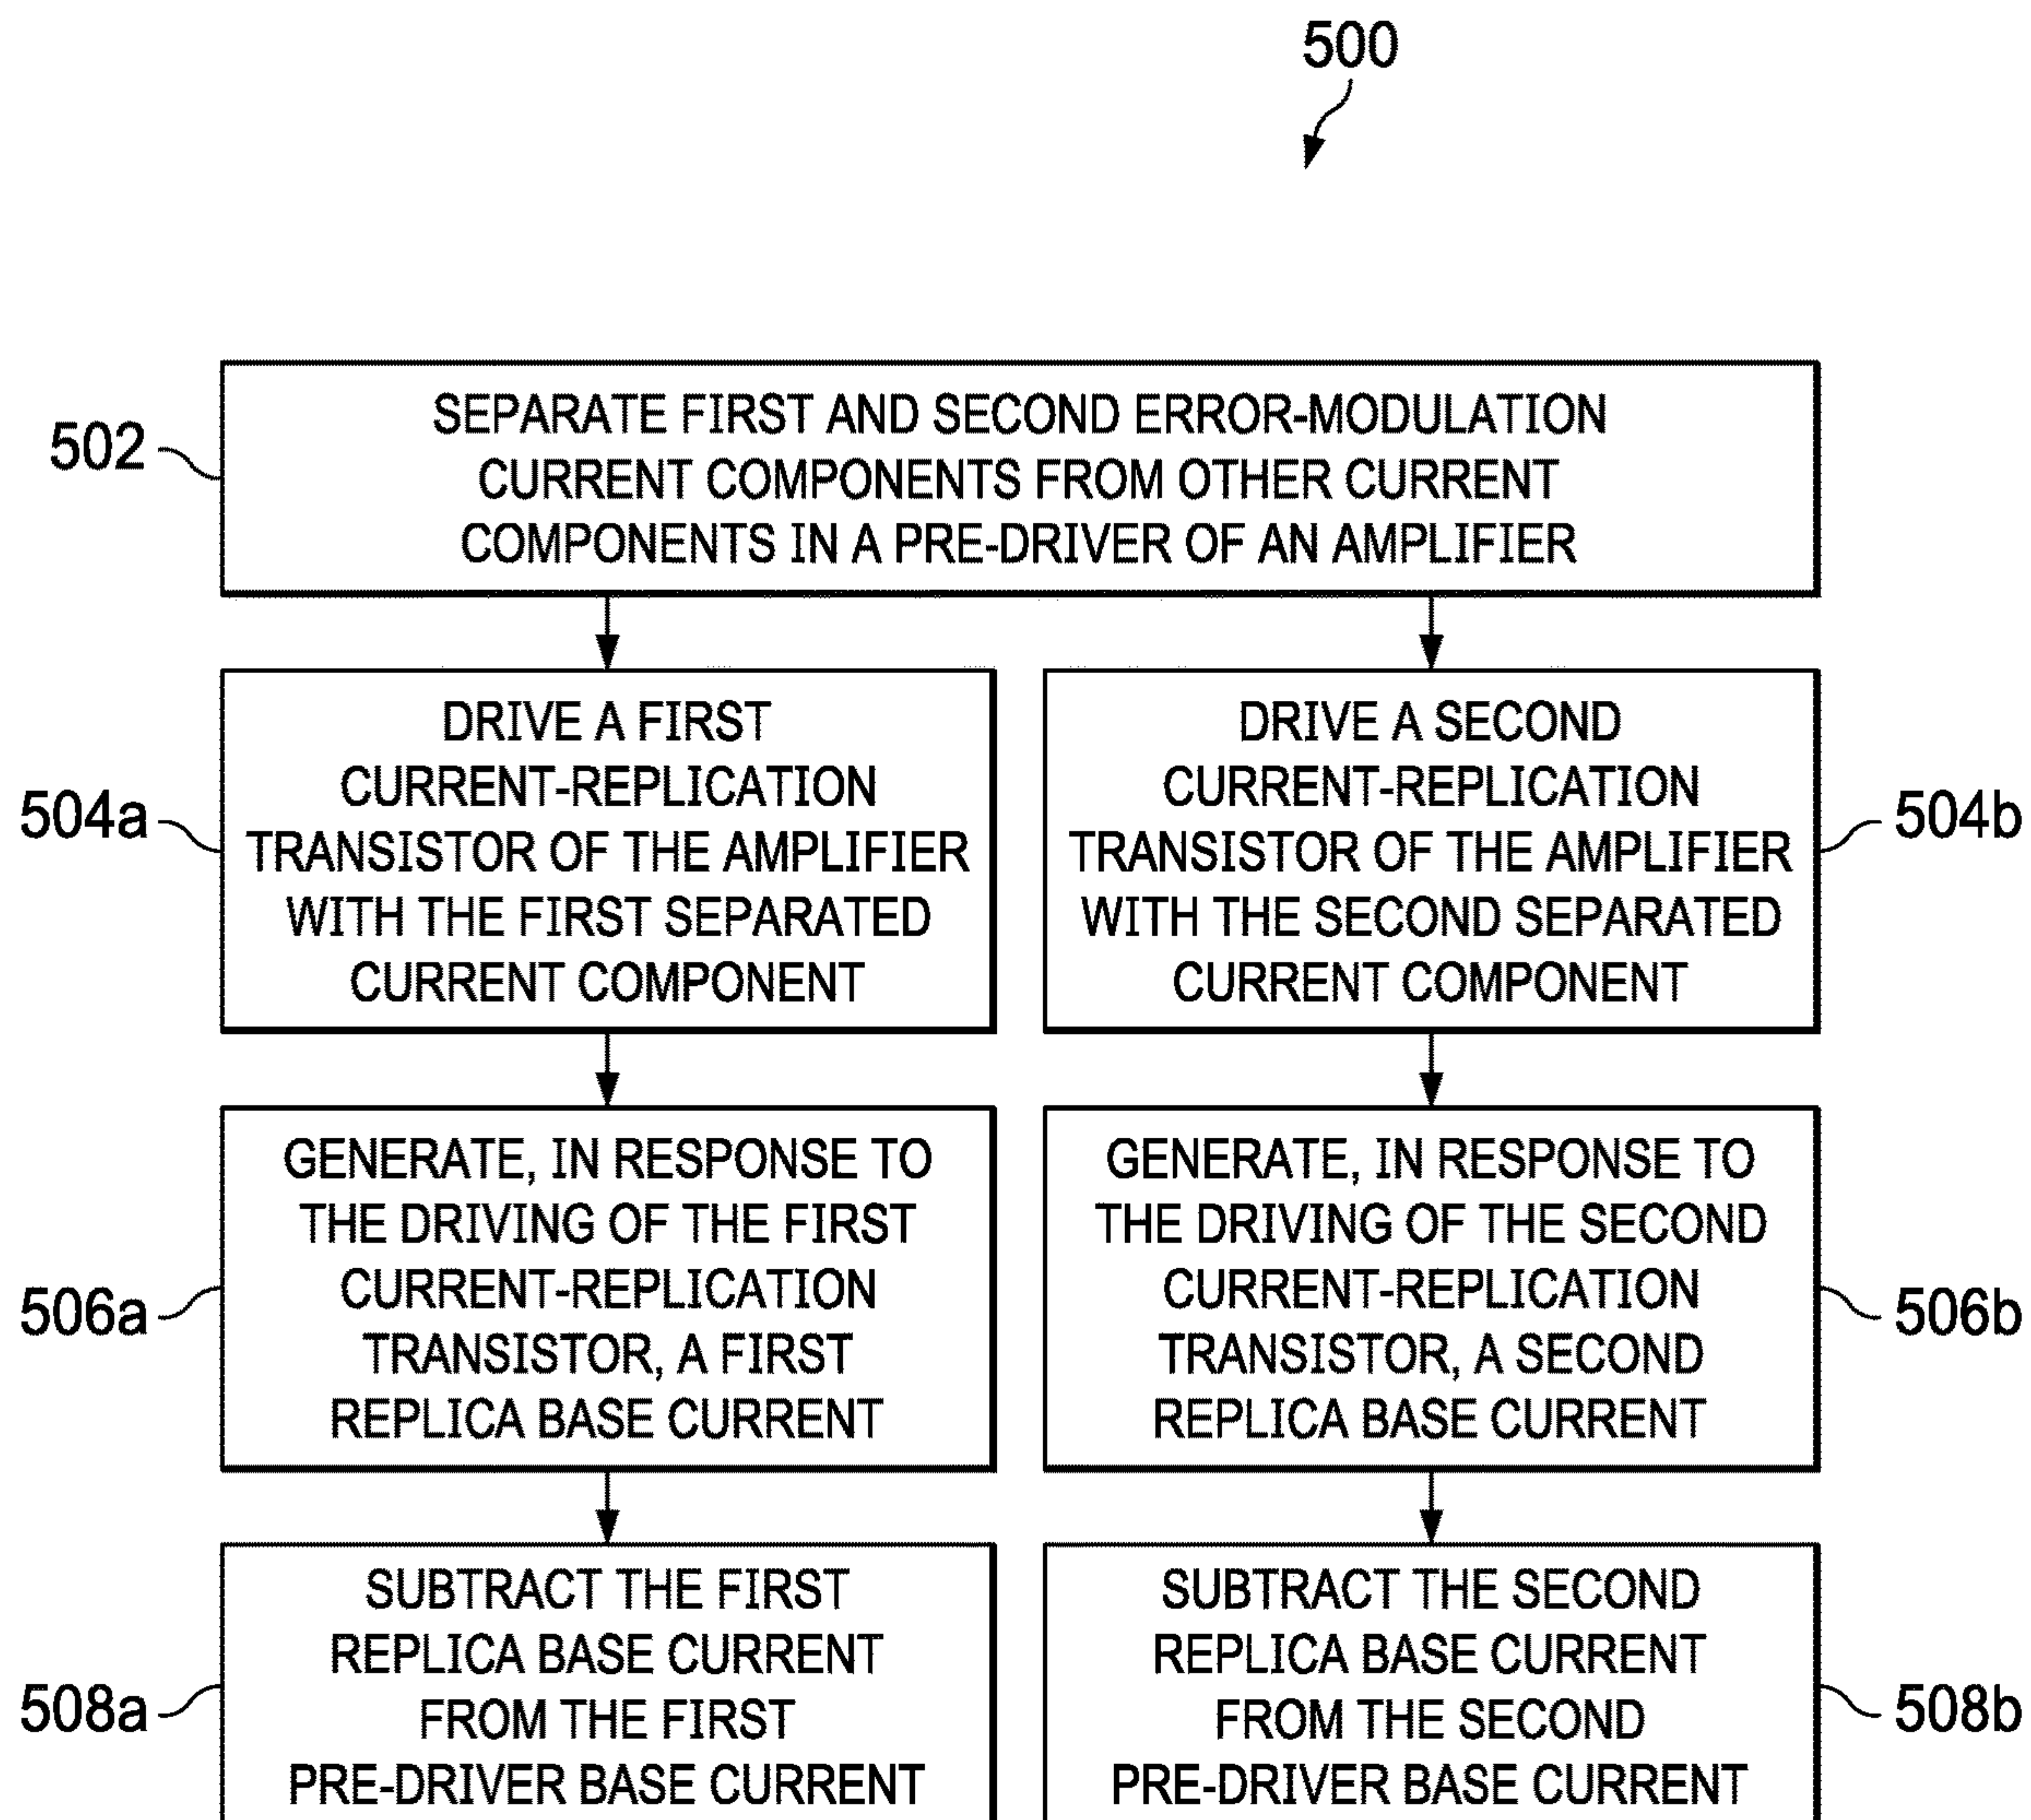 500
502
SEPARATE FIRST AND SECOND ERROR-MODULATION
CURRENT COMPONENTS FROM OTHER CURRENT
COMPONENTS IN A PRE-DRIVER OF AN AMPLIFIER
504a
DRIVE A FIRST
CURRENT-REPLICATION
TRANSISTOR OF THE AMPLIFIER
WITH THE FIRST SEPARATED
CURRENT COMPONENT
DRIVE A SECOND
CURRENT-REPLICATION
TRANSISTOR OF THE AMPLIFIER
WITH THE SECOND SEPARATED
CURRENT COMPONENT
504b
506a
GENERATE, IN RESPONSE TO
THE DRIVING OF THE FIRST
CURRENT-REPLICATION
TRANSISTOR, A FIRST
REPLICA BASE CURRENT
GENERATE, IN RESPONSE TO
THE DRIVING OF THE SECOND
CURRENT-REPLICATION
TRANSISTOR, A SECOND
REPLICA BASE CURRENT
506b
508a
SUBTRACT THE FIRST
REPLICA BASE CURRENT
FROM THE FIRST
PRE-DRIVER BASE CURRENT
SUBTRACT THE SECOND
REPLICA BASE CURRENT
FROM THE SECOND
PRE-DRIVER BASE CURRENT
508b